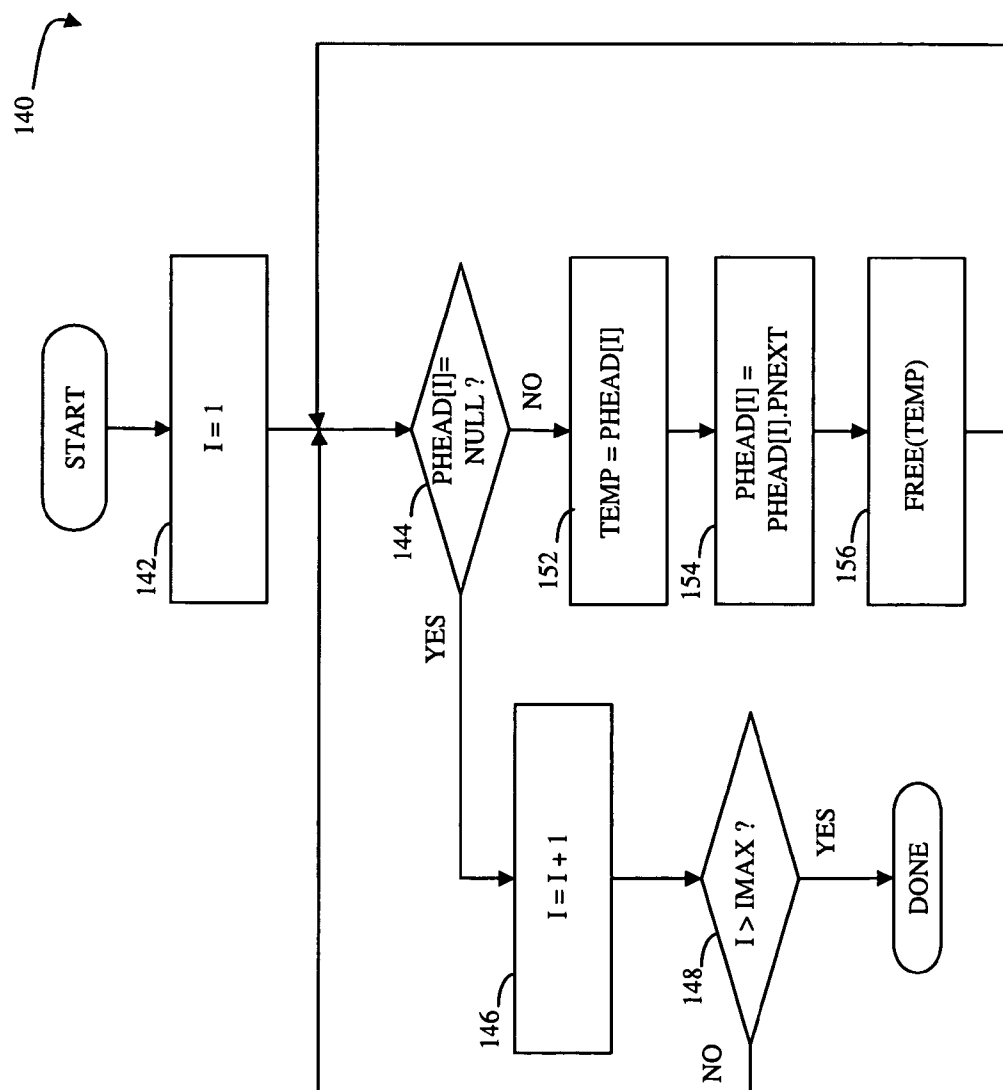 140
START
142
I = 1
144
PHEAD[I]=
NULL ?
YES
NO
146
I = I + 1
148
I > IMAX ?
NO
YES
DONE
152
TEMP = PHEAD[I]
154
PHEAD[I] =
PHEAD[I].PNEXT
156
FREE(TEMP)